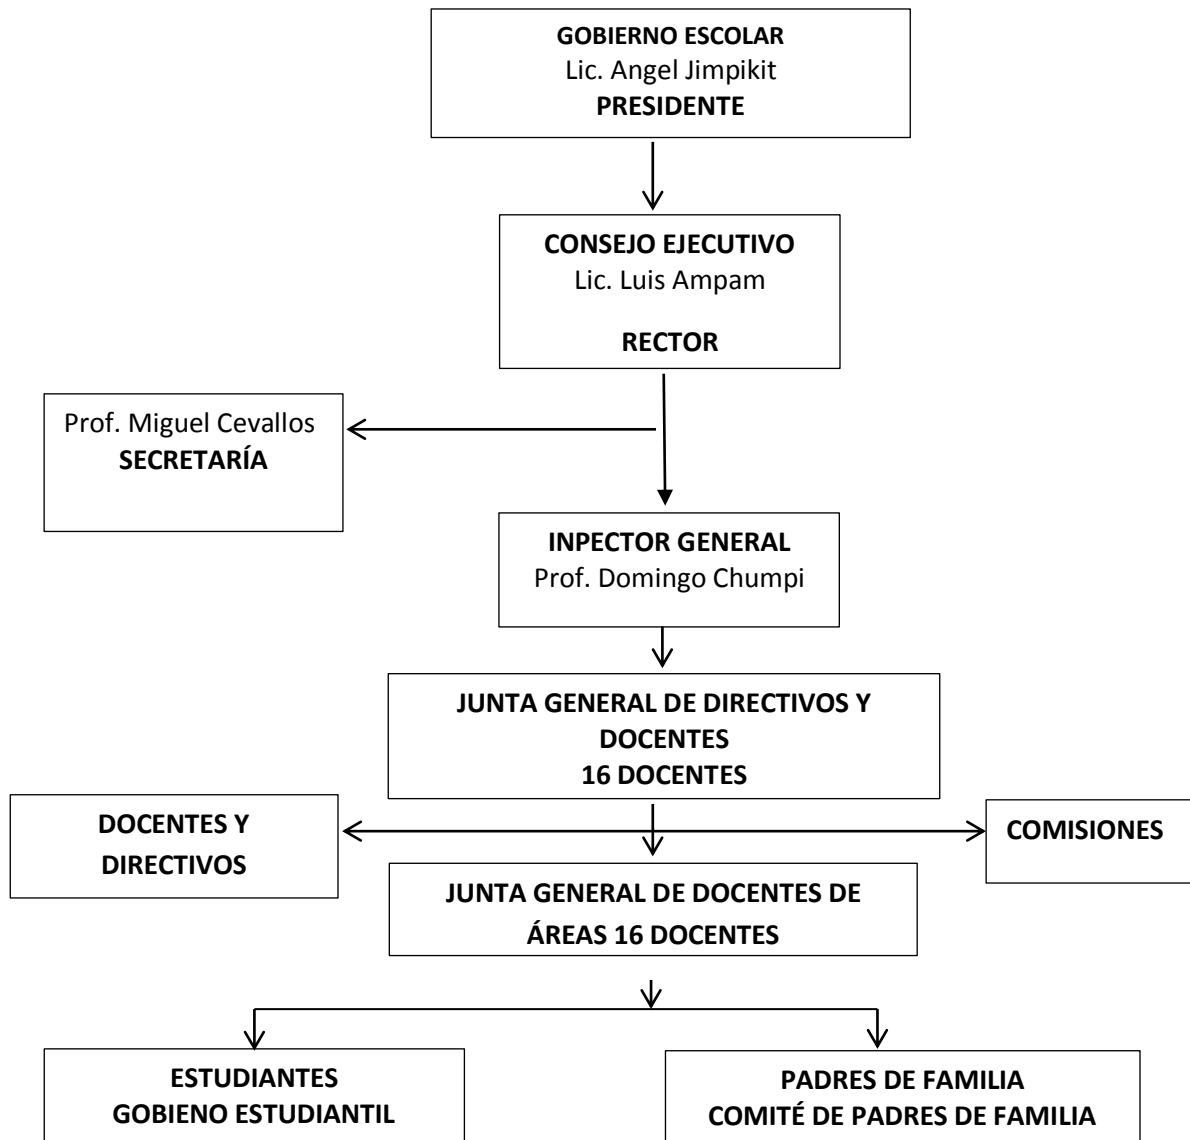 GOBIERNO ESCOLAR
Lic. Angel Jimpikit
PRESIDENTE
CONSEJO EJECUTIVO
Lic. Luis Ampam
RECTOR
Prof. Miguel Cevallos
SECRETARÍA
INPECTOR GENERAL
Prof. Domingo Chumpi
JUNTA GENERAL DE DIRECTIVOS Y
DOCENTES
16 DOCENTES
DOCENTES Y
DIRECTIVOS
COMISIONES
JUNTA GENERAL DE DOCENTES DE
ÁREAS 16 DOCENTES
ESTUDIANTES
GOBIENO ESTUDIANTIL
PADRES DE FAMILIA
COMITÉ DE PADRES DE FAMILIA